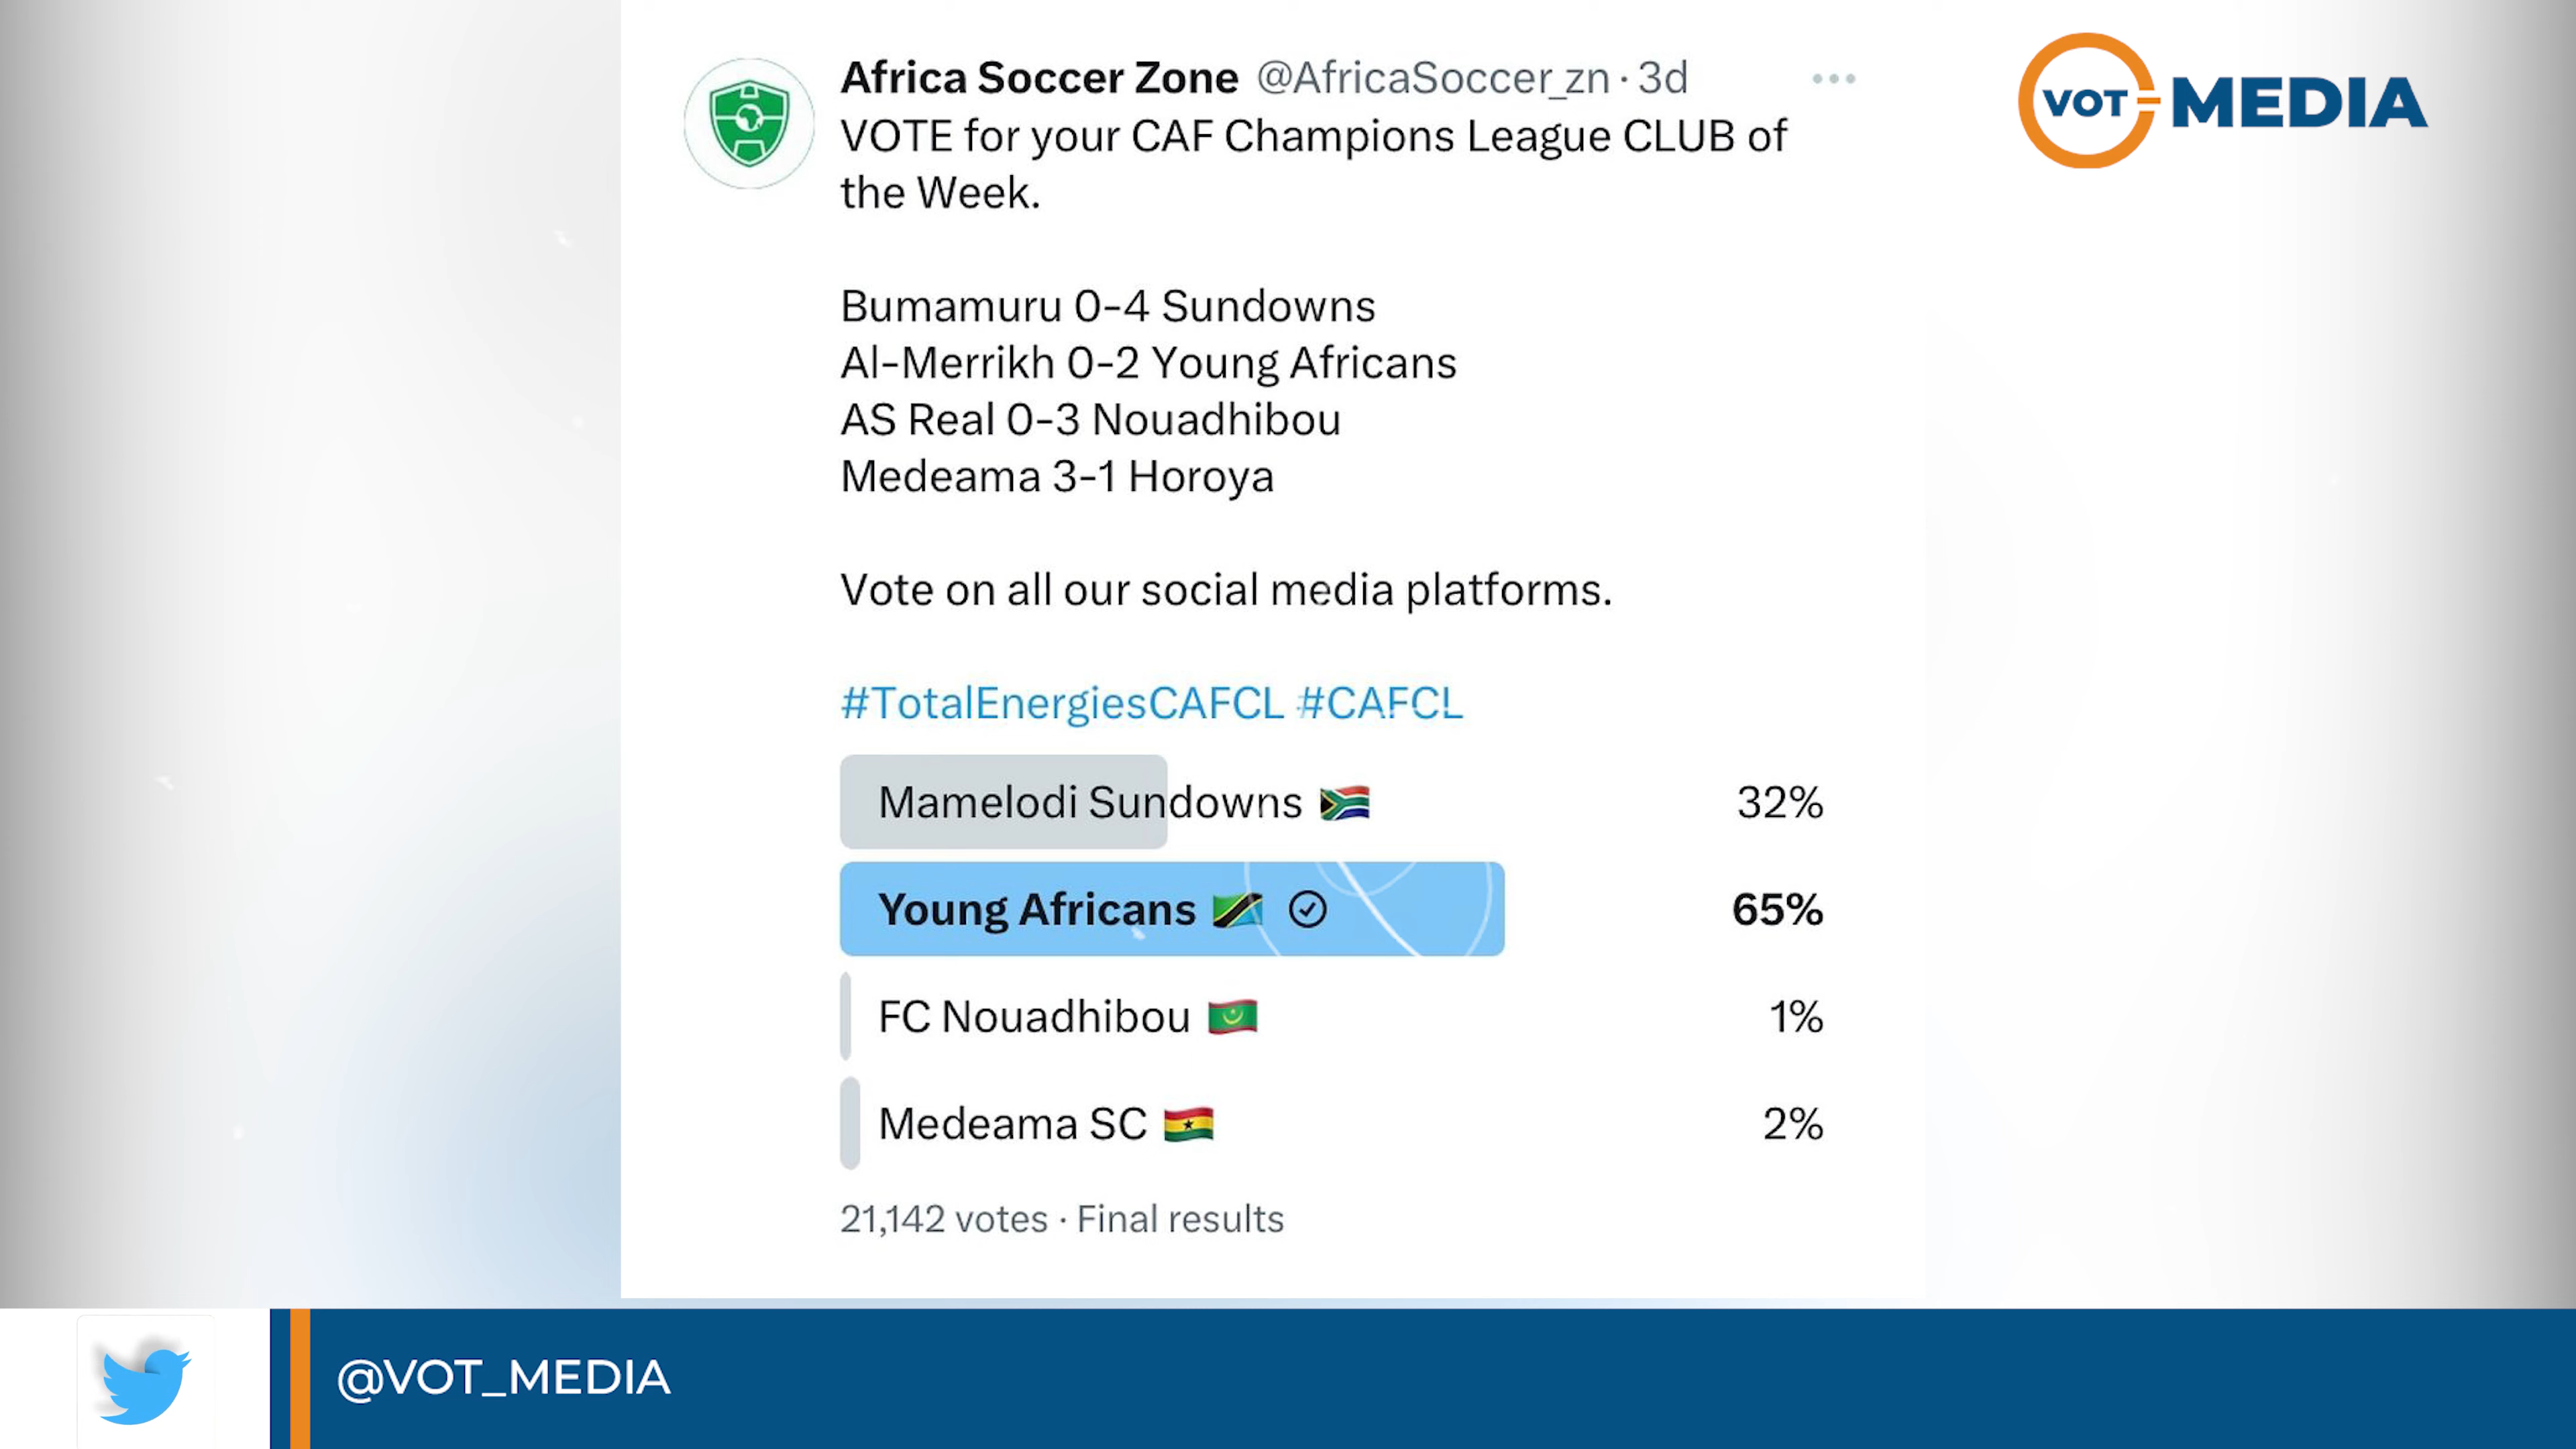 Africa Soccer Zone @AfricaSoccer_zn · 3d
VOT MEDIA
VOTE for your CAF Champions League CLUB of
the Week.
Bumamuru 0-4 Sundowns
Al-Merrikh 0-2 Young Africans
AS Real 0-3 Nouadhibou
Medeama 3-1 Horoya
Vote on all our social media platforms.
#TotalEnergiesCAFCL #CAFCL
Mamelodi Sundowns 32%
Young Africans 65%
FC Nouadhibou 1%
Medeama SC 2%
21,142 votes · Final results
@VOT_MEDIA